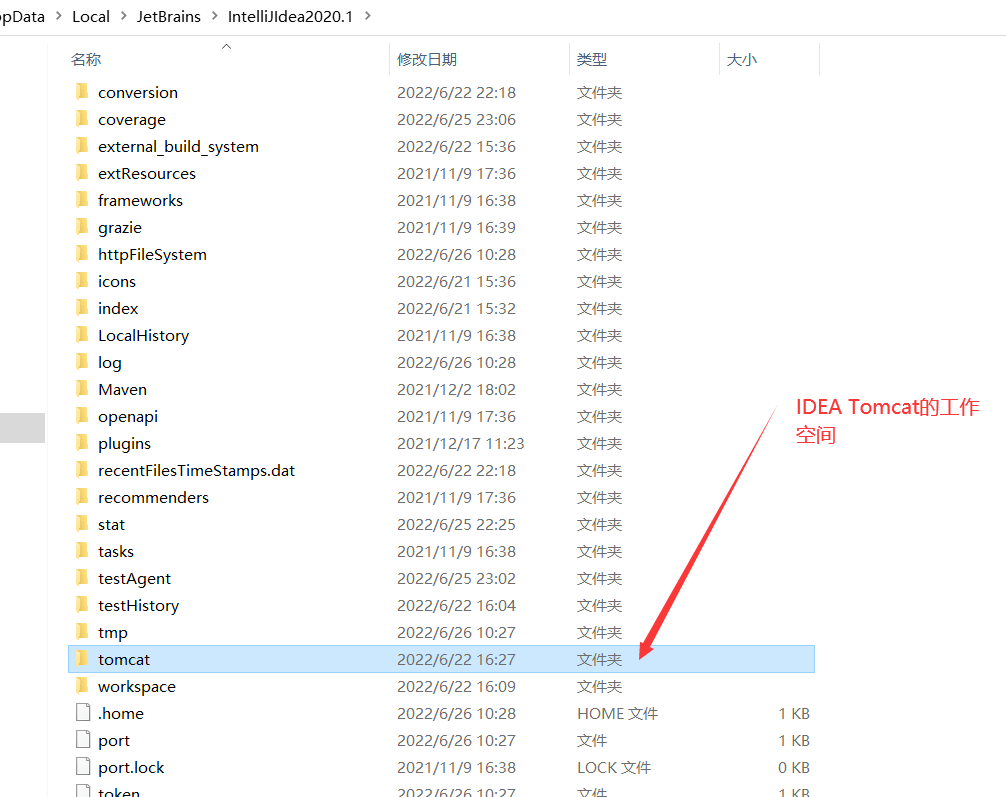 pData > Local > JetBrains > IntelliJIdea2020.1 >
名称 修改日期 类型 大小
conversion 2022/6/22 22:18 文件夹
coverage 2022/6/25 23:06 文件夹
external_build_system 2022/6/22 15:36 文件夹
extResources 2021/11/9 17:36 文件夹
frameworks 2021/11/9 16:38 文件夹
grazie 2021/11/9 16:39 文件夹
httpFileSystem 2022/6/26 10:28 文件夹
icons 2022/6/21 15:36 文件夹
index 2022/6/21 15:32 文件夹
LocalHistory 2021/11/9 16:38 文件夹
log 2022/6/26 10:28 文件夹
Maven 2021/12/2 18:02 文件夹
openapi 2021/11/9 17:36 文件夹
plugins 2021/12/17 11:23 文件夹
recentFilesTimeStamps.dat 2022/6/22 22:18 文件夹
recommenders 2021/11/9 17:36 文件夹
stat 2022/6/25 22:25 文件夹
tasks 2021/11/9 16:38 文件夹
testAgent 2022/6/25 23:02 文件夹
testHistory 2022/6/22 16:04 文件夹
tmp 2022/6/26 10:27 文件夹
tomcat 2022/6/22 16:27 文件夹
workspace 2022/6/22 16:09 文件夹
.home 2022/6/26 10:28 HOME 文件 1 KB
port 2022/6/26 10:27 文件 1 KB
port.lock 2021/11/9 16:38 LOCK 文件 0 KB
token 2022/6/26 10:27 文件 1 KB
IDEA Tomcat的工作
空间